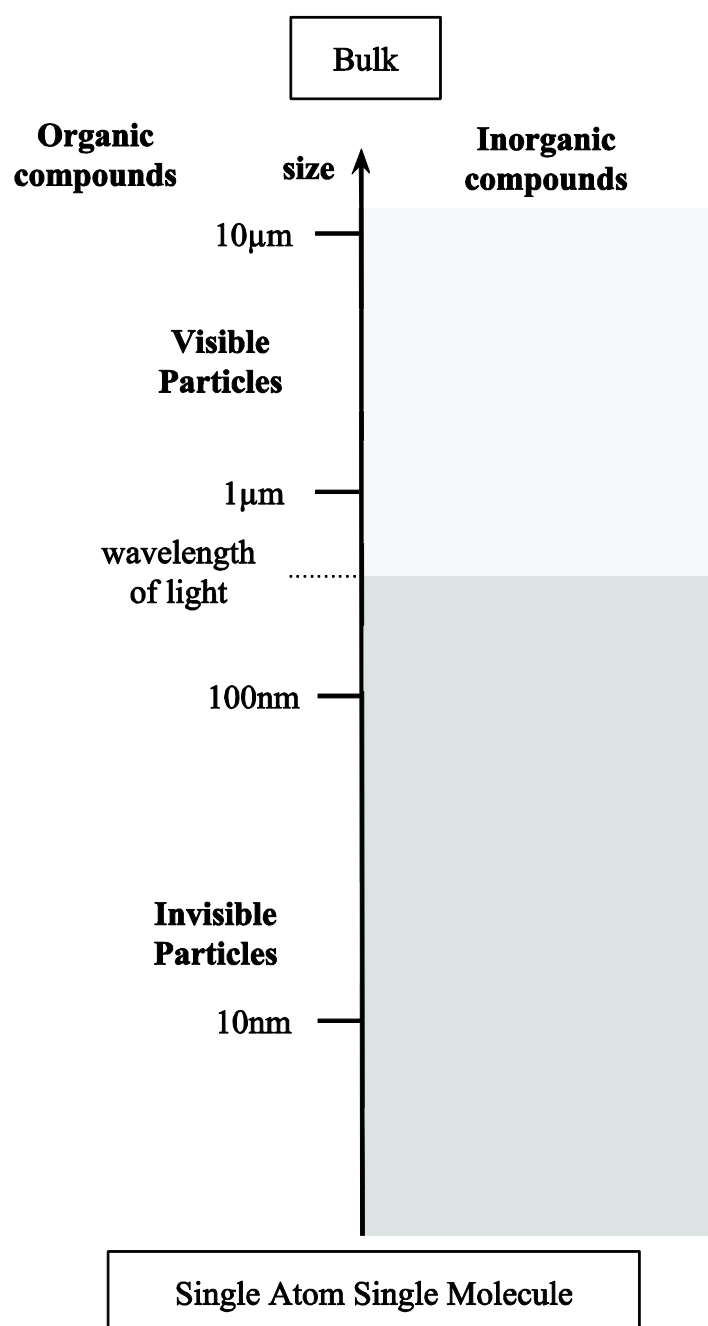 Bulk
Organic
compounds
size
Inorganic
compounds
10μm
Visible
Particles
1μm
wavelength
of light
100nm
Invisible
Particles
10nm
Single Atom Single Molecule